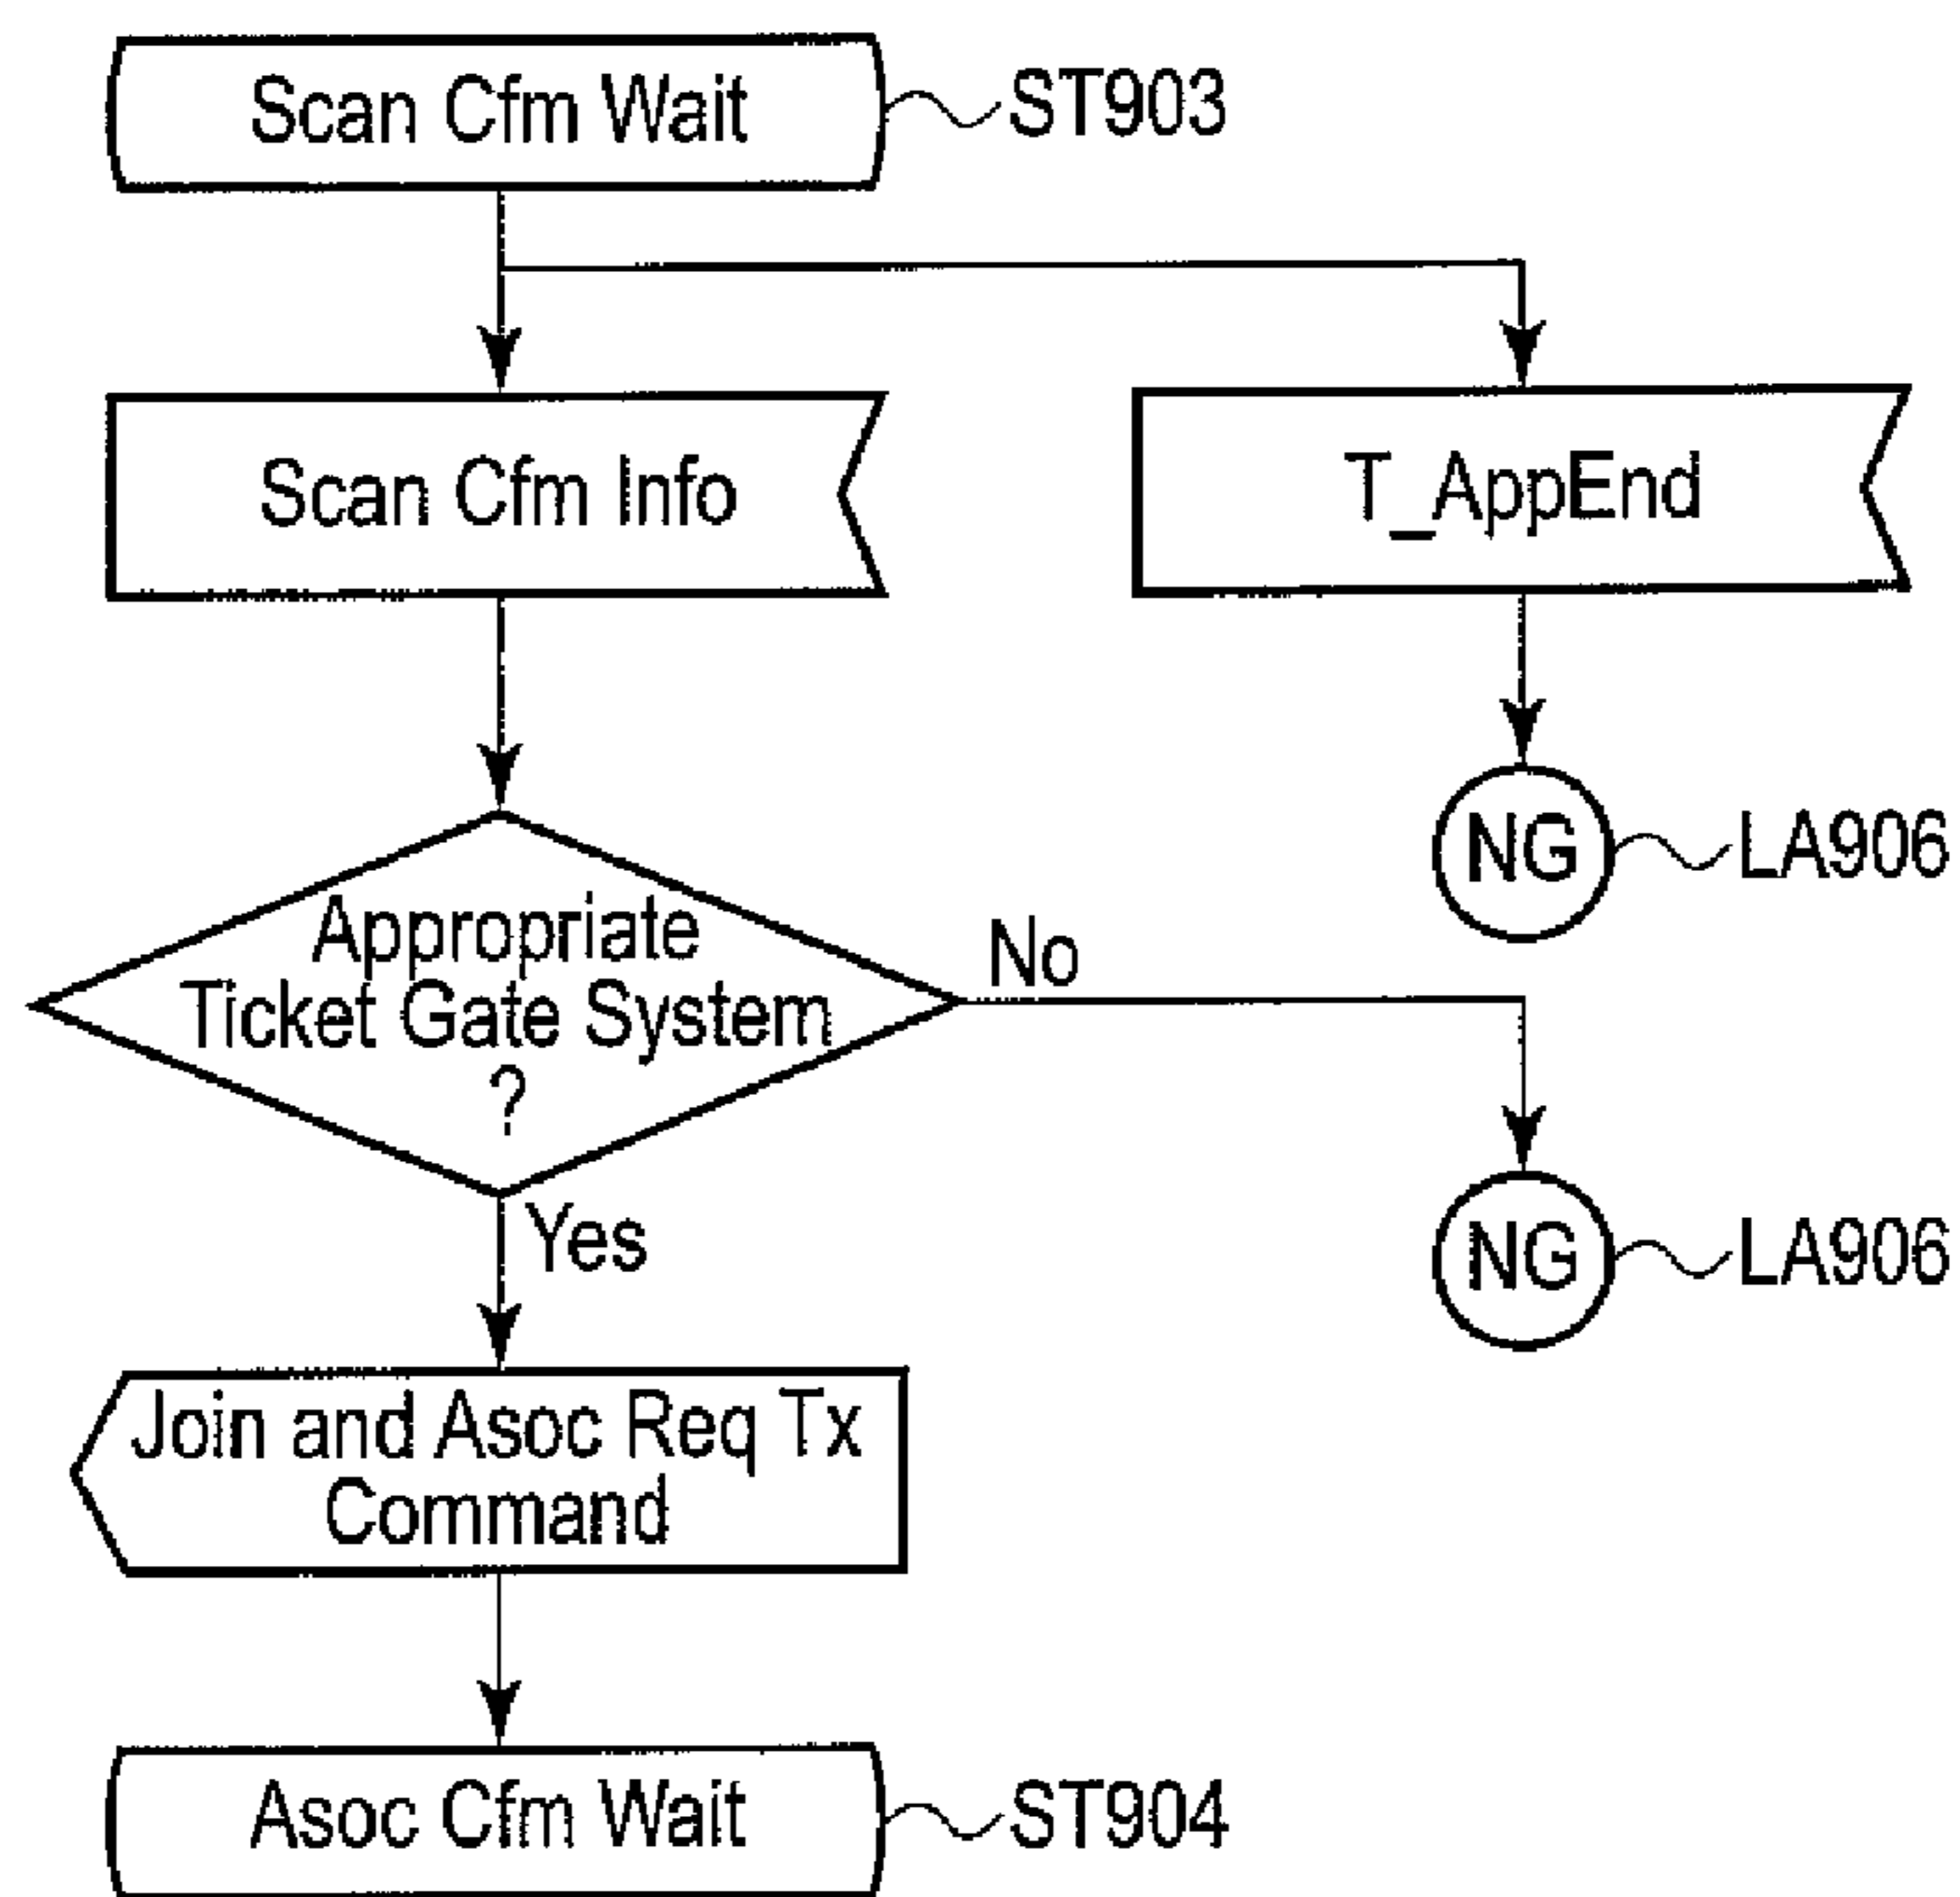 Scan Cfm Wait
ST903
Scan Cfm Info
T_AppEnd
NG
LA906
Appropriate
Ticket Gate System
?
No
Yes
NG
LA906
Join and Asoc Req Tx
Command
Asoc Cfm Wait
ST904